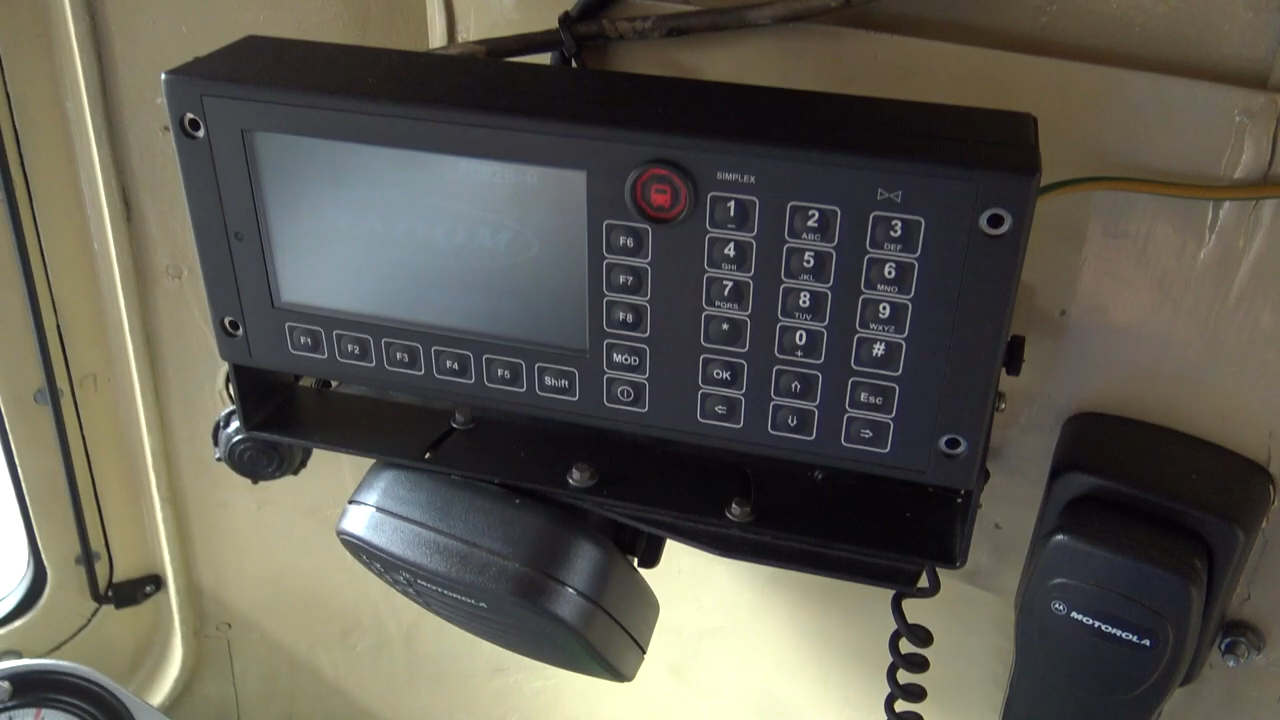 SIMPLEX
1
2 ABC
3 DEF
F6
4 GHI
5 JKL
6 MNO
F7
7 PQRS
8 TUV
9 WXYZ
F8
*
0 +
#
F1
F2
F3
F4
F5
Shift
MÓD
OK
Esc
MOTOROLA
MOTOROLA